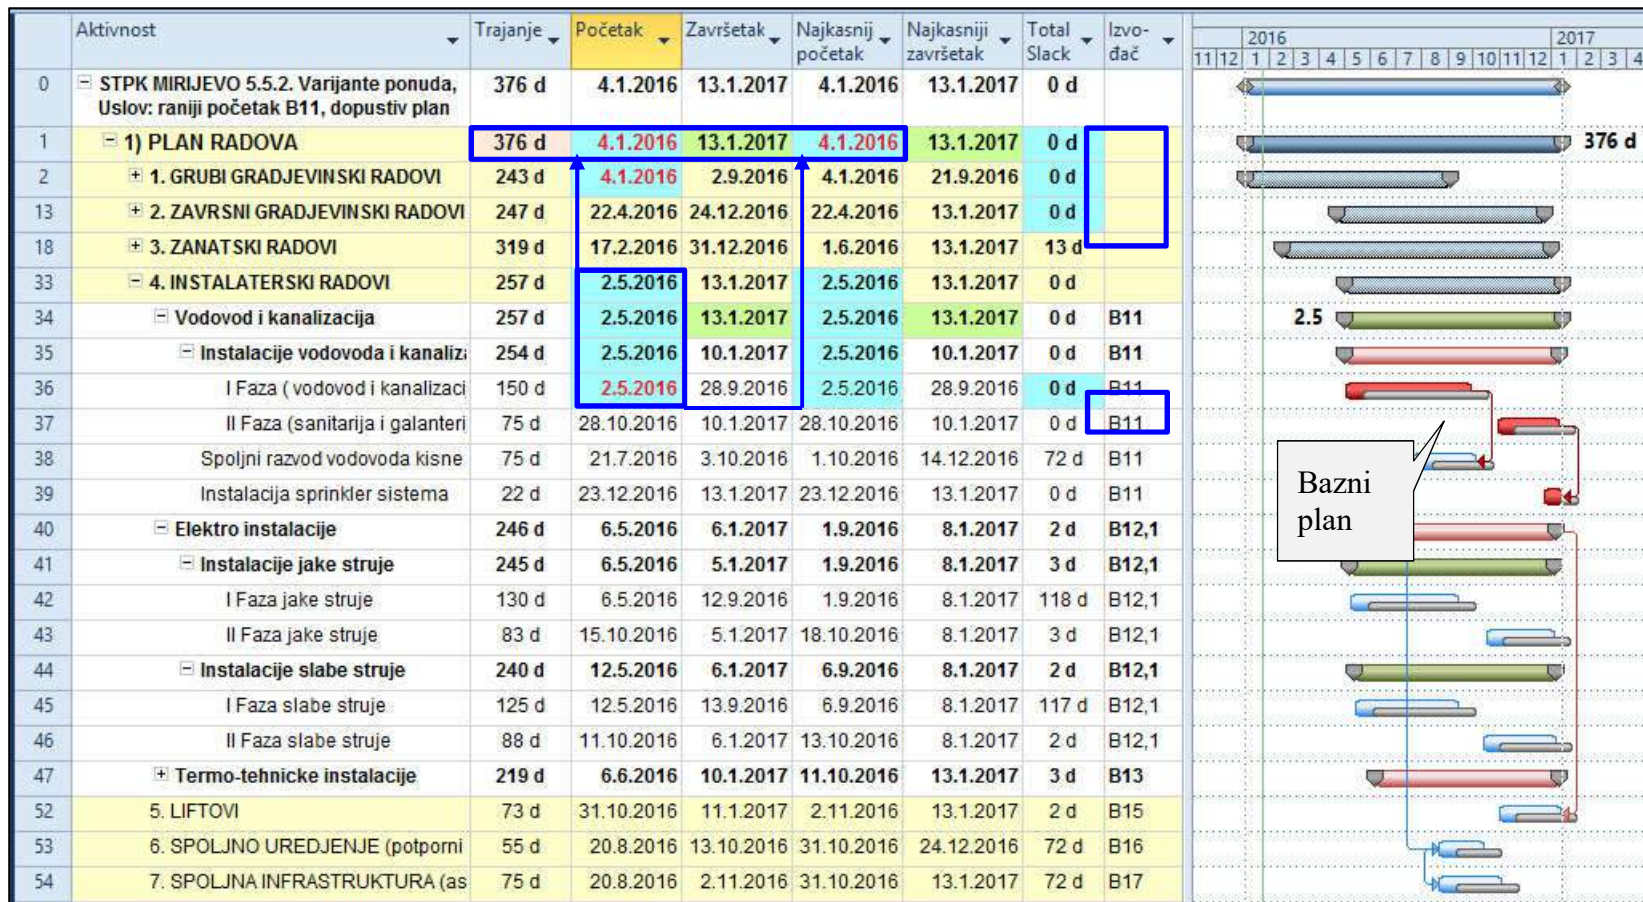 Aktivnost Trajanje Početak Završetak Najkasnij početak Najkasniji završetak Total Slack Izvo-đač
2016 2017
11 12 1 2 3 4 5 6 7 8 9 10 11 12 1 2 3 4
0 STPK MIRIJEVO 5.5.2. Varijante ponuda, Uslov: raniji početak B11, dopustiv plan 376 d 4.1.2016 13.1.2017 4.1.2016 13.1.2017 0 d
1 1) PLAN RADOVA 376 d 4.1.2016 13.1.2017 4.1.2016 13.1.2017 0 d 376 d
2 1. GRUBI GRADJEVINSKI RADOVI 243 d 4.1.2016 2.9.2016 4.1.2016 21.9.2016 0 d
13 2. ZAVRSNI GRADJEVINSKI RADOVI 247 d 22.4.2016 24.12.2016 22.4.2016 13.1.2017 0 d
18 3. ZANATSKI RADOVI 319 d 17.2.2016 31.12.2016 1.6.2016 13.1.2017 13 d
33 4. INSTALATERSKI RADOVI 257 d 2.5.2016 13.1.2017 2.5.2016 13.1.2017 0 d
34 Vodovod i kanalizacija 257 d 2.5.2016 13.1.2017 2.5.2016 13.1.2017 0 d B11 2.5
35 Instalacije vodovoda i kanaliz 254 d 2.5.2016 10.1.2017 2.5.2016 10.1.2017 0 d B11
36 I Faza ( vodovod i kanalizaci 150 d 2.5.2016 28.9.2016 2.5.2016 28.9.2016 0 d B11
37 II Faza (sanitarija i galanteri 75 d 28.10.2016 10.1.2017 28.10.2016 10.1.2017 0 d B11
38 Spoljni razvod vodovoda kisne 75 d 21.7.2016 3.10.2016 1.10.2016 14.12.2016 72 d B11
39 Instalacija sprinkler sistema 22 d 23.12.2016 13.1.2017 23.12.2016 13.1.2017 0 d B11
Bazni
plan
40 Elektro instalacije 246 d 6.5.2016 6.1.2017 1.9.2016 8.1.2017 2 d B12,1
41 Instalacije jake struje 245 d 6.5.2016 5.1.2017 1.9.2016 8.1.2017 3 d B12,1
42 I Faza jake struje 130 d 6.5.2016 12.9.2016 1.9.2016 8.1.2017 118 d B12,1
43 II Faza jake struje 83 d 15.10.2016 5.1.2017 18.10.2016 8.1.2017 3 d B12,1
44 Instalacije slabe struje 240 d 12.5.2016 6.1.2017 6.9.2016 8.1.2017 2 d B12,1
45 I Faza slabe struje 125 d 12.5.2016 13.9.2016 6.9.2016 8.1.2017 117 d B12,1
46 II Faza slabe struje 88 d 11.10.2016 6.1.2017 13.10.2016 8.1.2017 2 d B12,1
47 Termo-tehnicke instalacije 219 d 6.6.2016 10.1.2017 11.10.2016 13.1.2017 3 d B13
52 5. LIFTOVI 73 d 31.10.2016 11.1.2017 2.11.2016 13.1.2017 2 d B15
53 6. SPOLJNO UREDJENJE (potporni 55 d 20.8.2016 13.10.2016 31.10.2016 24.12.2016 72 d B16
54 7. SPOLJNA INFRASTRUKTURA (as 75 d 20.8.2016 2.11.2016 31.10.2016 13.1.2017 72 d B17